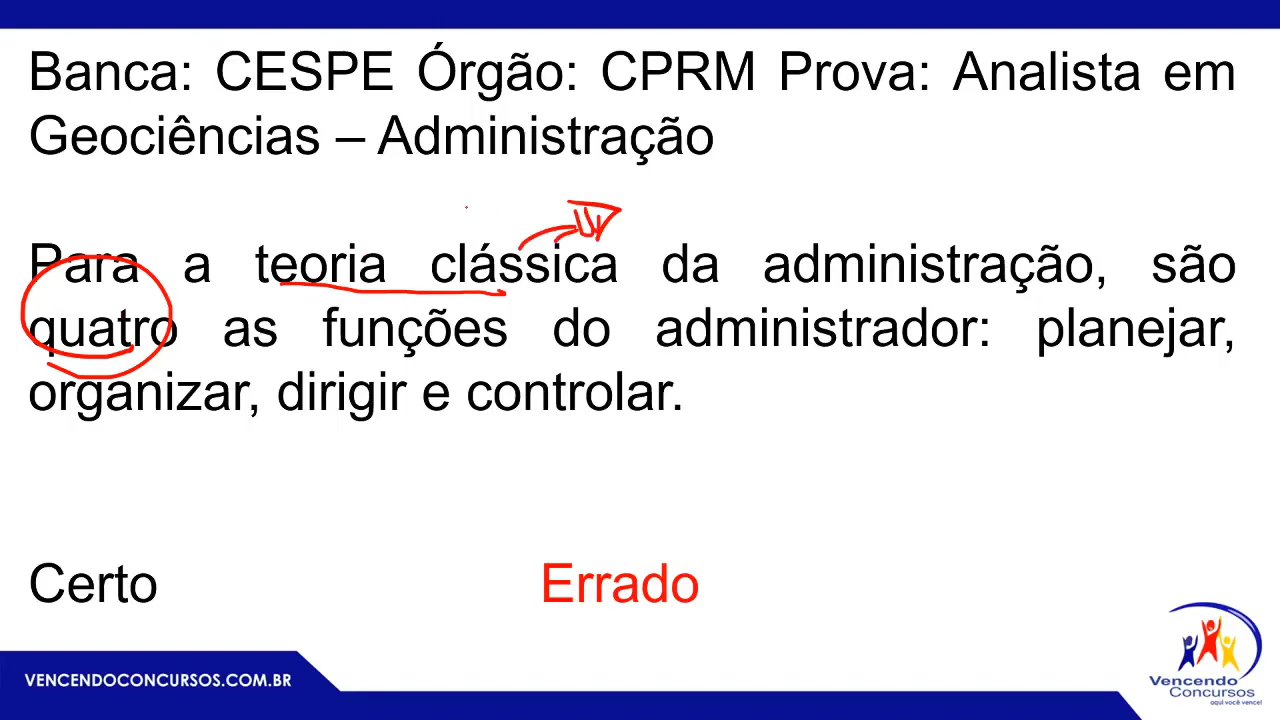 Banca: CESPE Órgão: CPRM Prova: Analista em
Geociências – Administração
Para a teoria clássica da administração, são
quatro as funções do administrador: planejar,
organizar, dirigir e controlar.
Certo Errado
VENCENDOCONCURSOS.COM.BR
Vencendo
Concursos
aqui você vence!